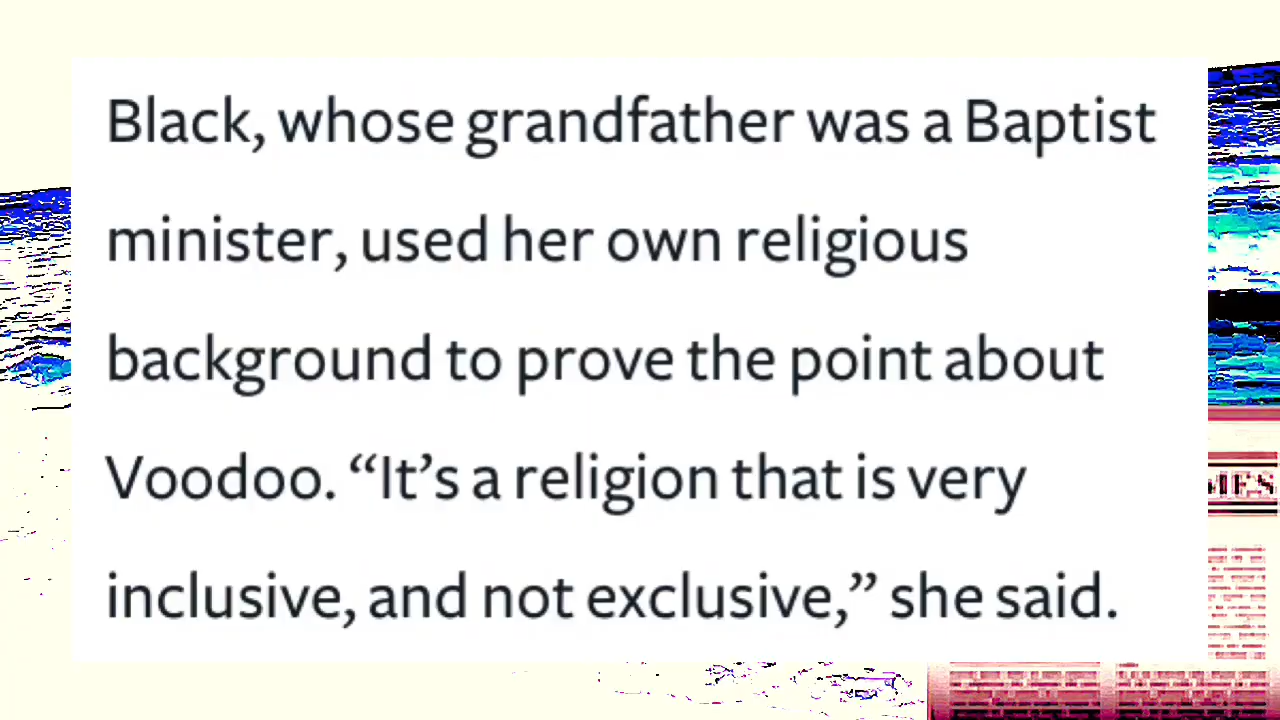 Black, whose grandfather was a Baptist
minister, used her own religious
background to prove the point about
Voodoo. “It’s a religion that is very
inclusive, and not exclusive,” she said.